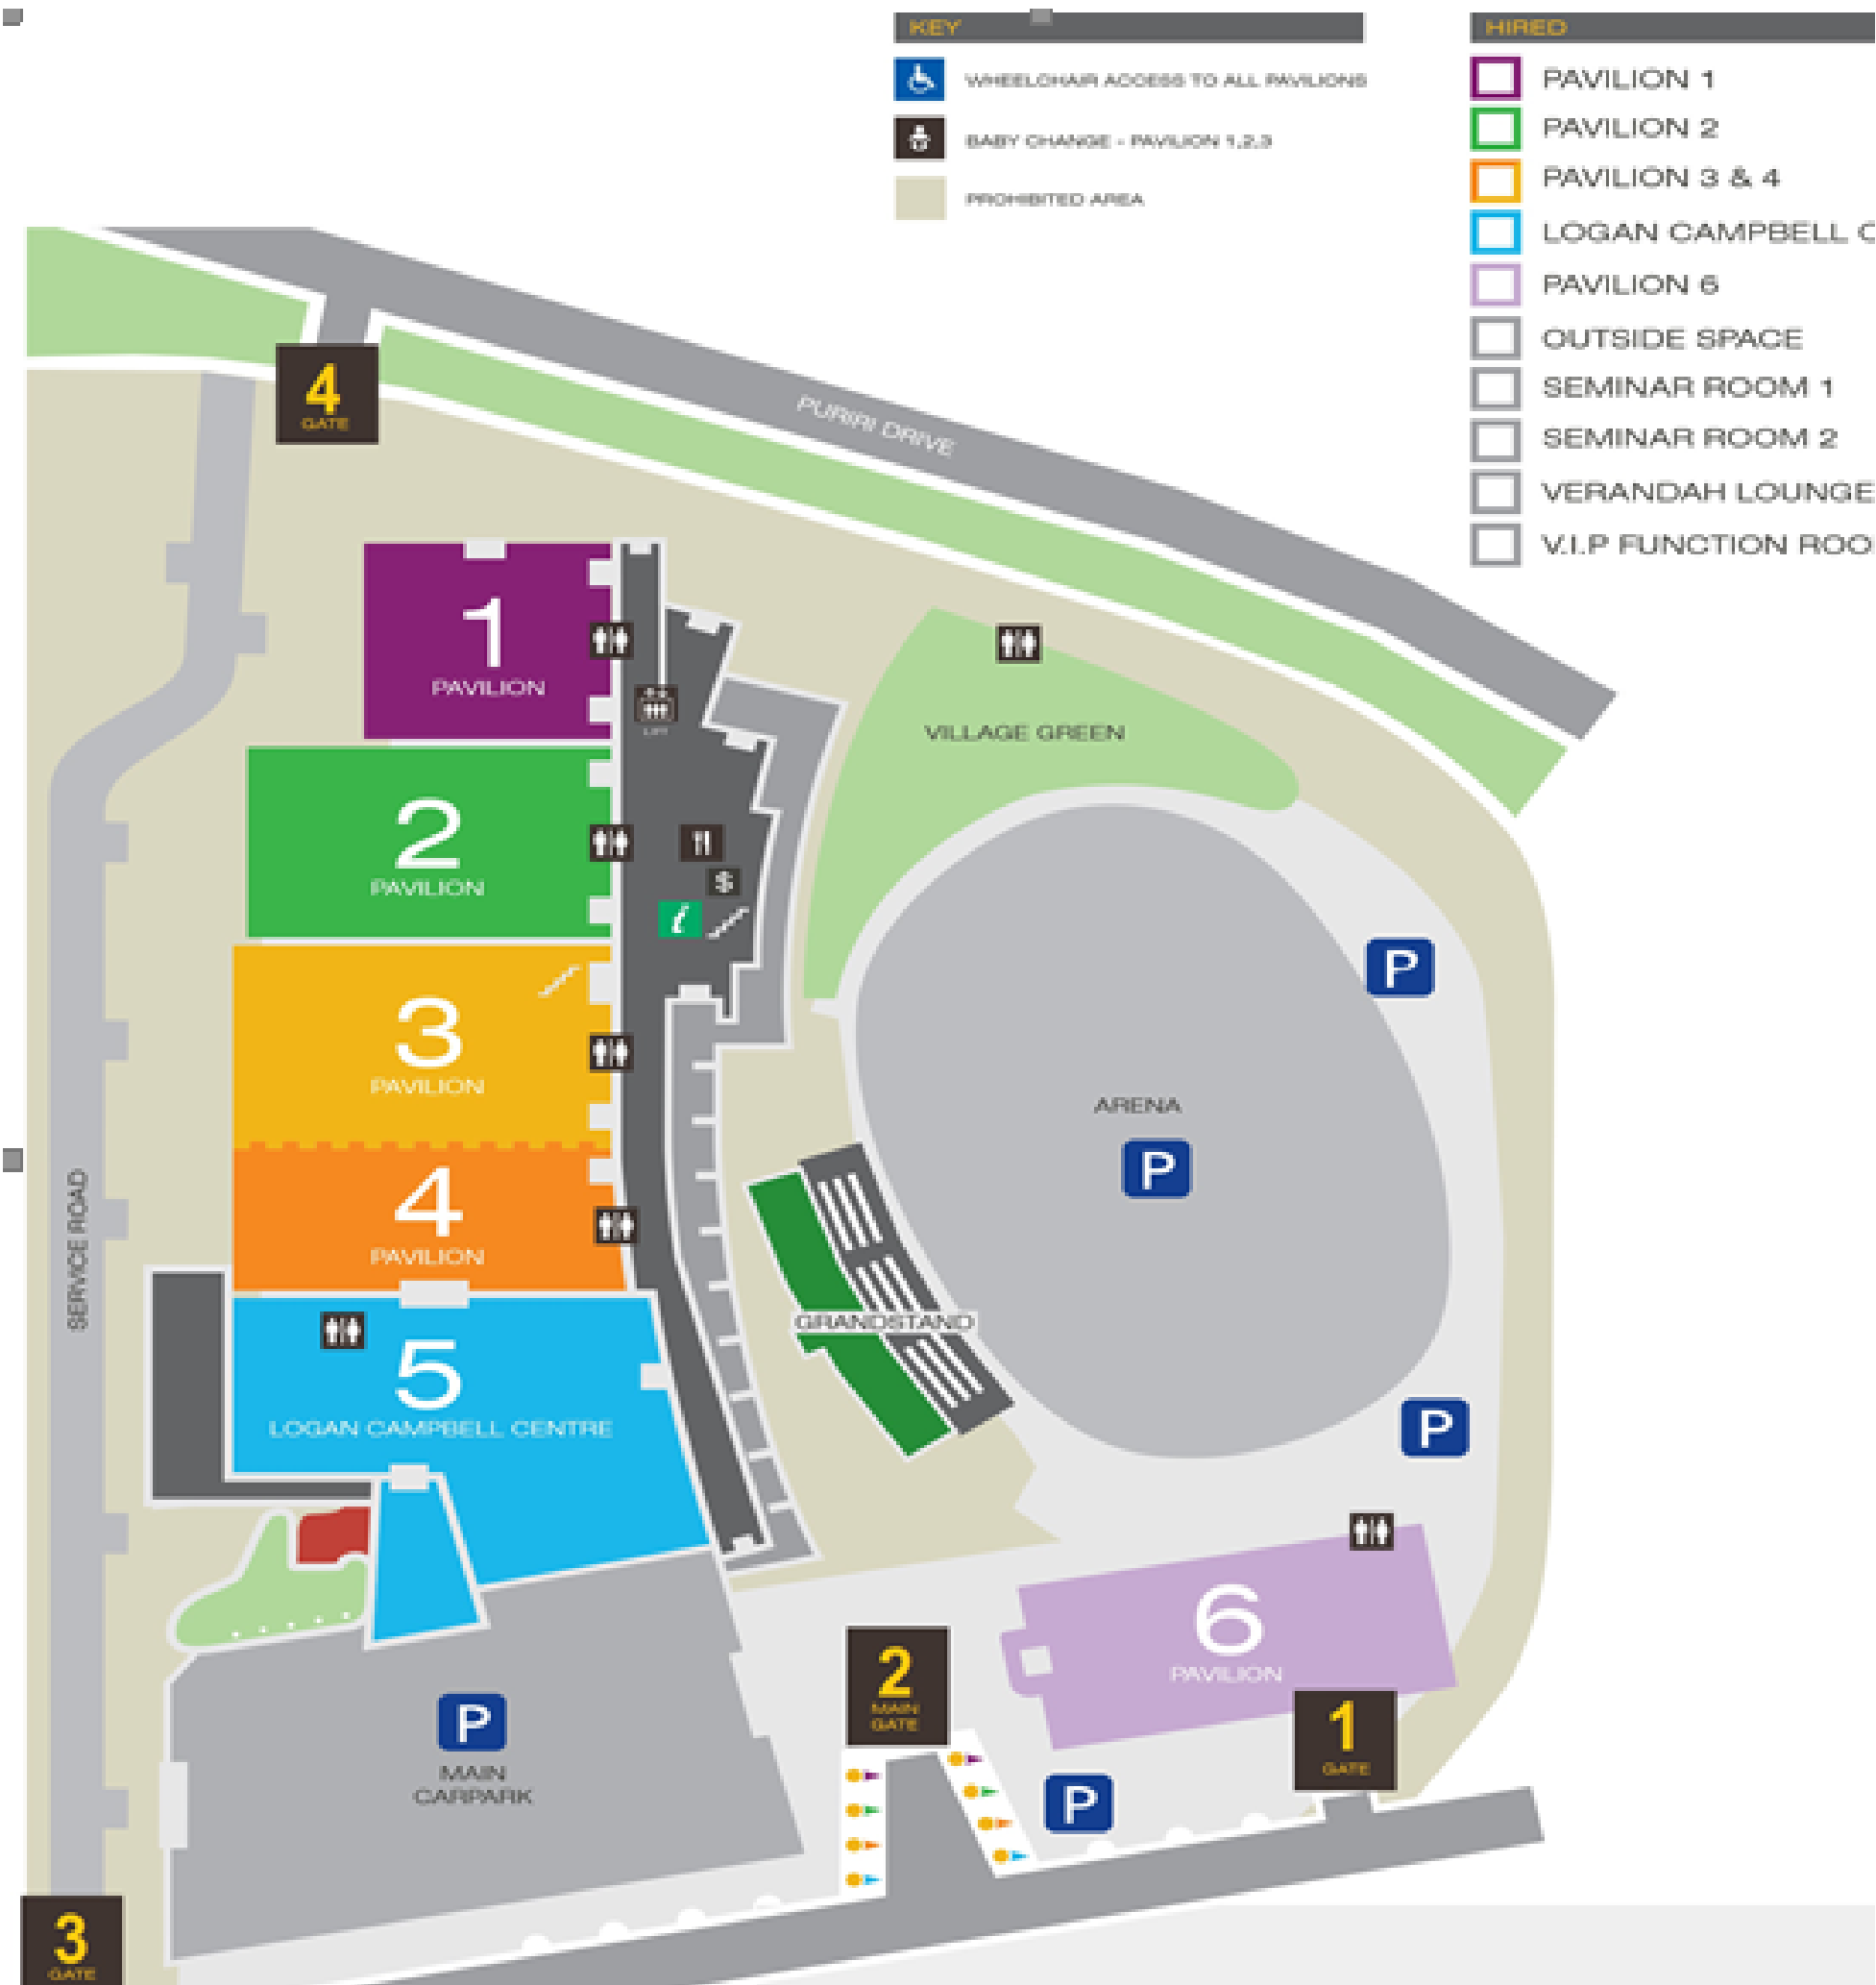 KEY
WHEELCHAIR ACCESS TO ALL PAVILIONS
BABY CHANGE - PAVILION 1,2,3
PROHIBITED AREA
HIRED
PAVILION 1
PAVILION 2
PAVILION 3 & 4
LOGAN CAMPBELL C
PAVILION 6
OUTSIDE SPACE
SEMINAR ROOM 1
SEMINAR ROOM 2
VERANDAH LOUNGE
V.I.P FUNCTION ROO
4
GATE
PURIRI DRIVE
1
PAVILION
LIFT
VILLAGE GREEN
2
PAVILION
$
i
3
PAVILION
P
ARENA
P
4
PAVILION
SERVICE ROAD
GRANDSTAND
5
LOGAN CAMPBELL CENTRE
P
6
PAVILION
2
MAIN
GATE
1
GATE
P
MAIN
CARPARK
P
3
GATE